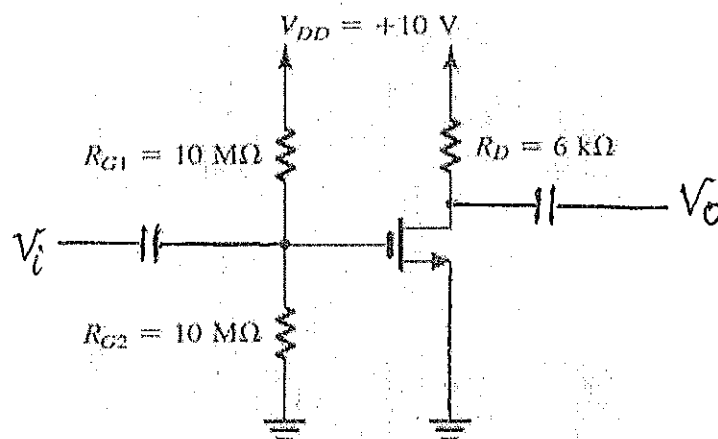 V_DD = +10 V
R_G1 = 10 MΩ
R_D = 6 kΩ
V_i
V_o
R_G2 = 10 MΩ